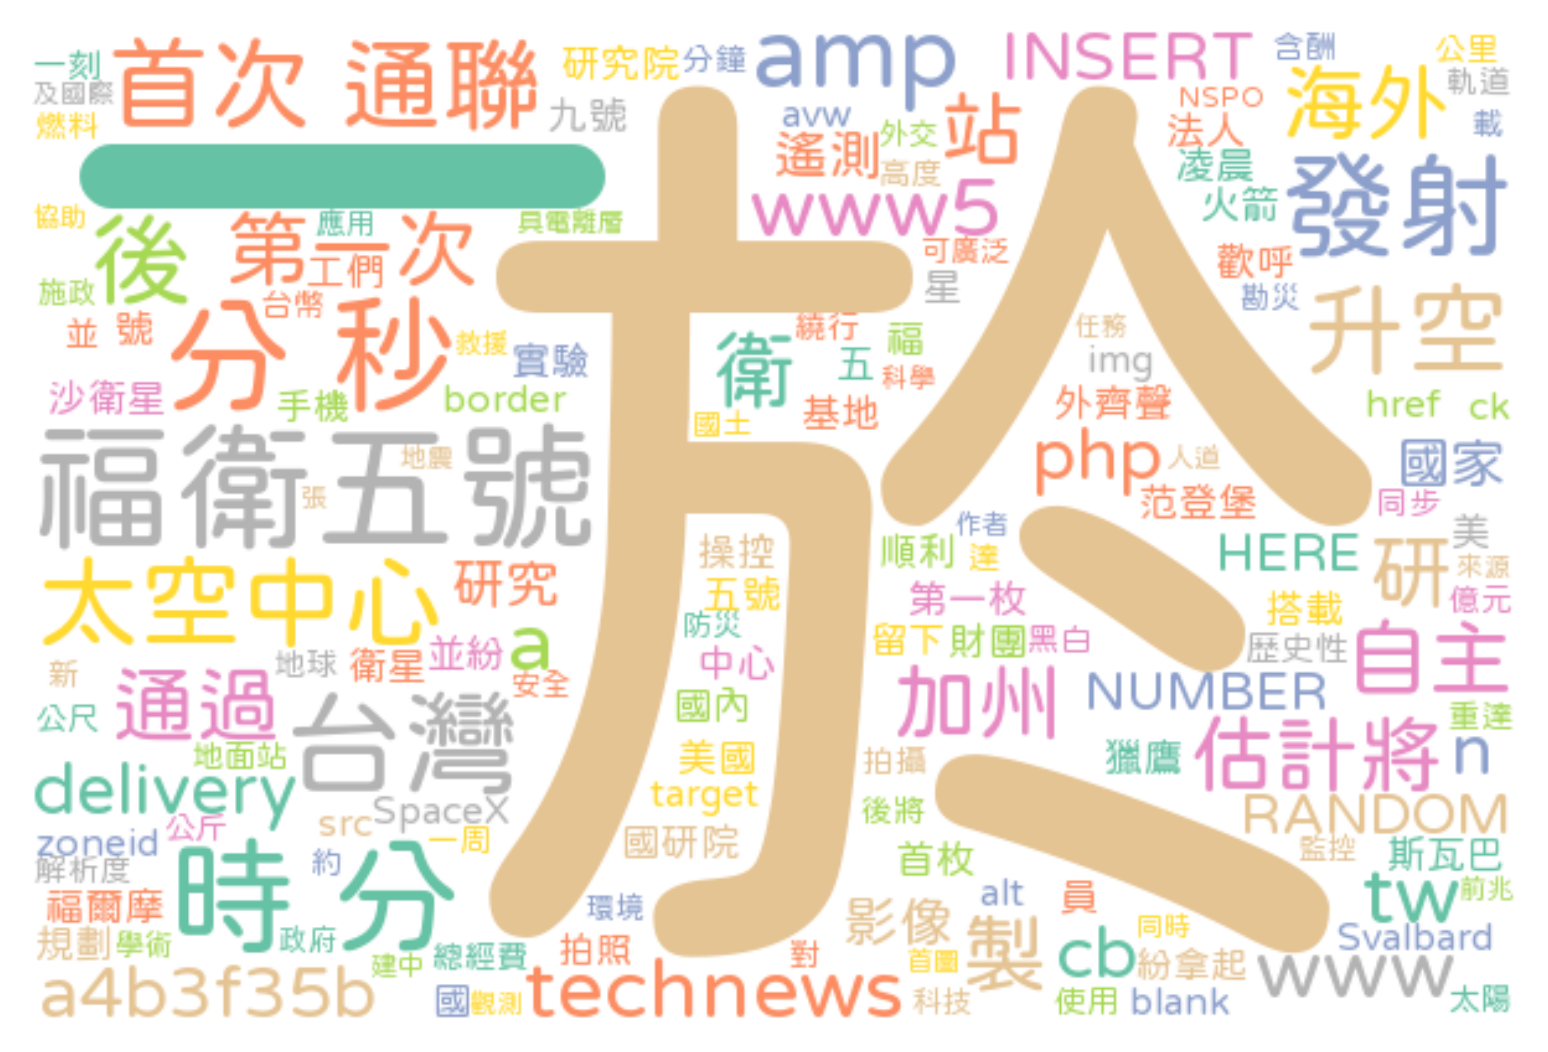 一刻
首次 通聯
研究院
分鐘
amp
INSERT
含酬
公里
及國際
燃料
九號
avw
遙測
外交
站
NSPO
法人
海外
軌道
載
一
高度
www5
凌晨
火箭
發射
協助
後
第一次
應用
工們
具電離層
於
可廣泛
星
歡呼
勘災
施政
台幣
升空
並
號
分 秒
救援
實驗
衛
繞行
五
福
科學
任務
img
沙衛星
手機
border
國土
基地
外齊聲
href
ck
福衛五號
地震
張
php
人道
范登堡
國家
同步
太空中心
研究
操控
五號
作者
順利
達
HERE
研
美
來源
第一枚
搭載
億元
防災
留下
財團
黑白
歷史性
自主
a
並紛
地球
衛星
安全
中心
新
通過
國內
加州
NUMBER
公尺
台灣
重達
地面站
美國
拍攝
獵鷹
估計將
n
delivery
SpaceX
target
後將
RANDOM
zoneid
公斤
src
一周
國研院
首枚
監控
斯瓦巴
解析度
約
時分
福爾摩
環境
影像
alt
員
tw
前兆
規劃
學術
政府
建中
總經費
拍照
對
首圖
製
cb
同時
紛拿起
Svalbard
www
a4b3f35b
國
觀測
technews
科技
使用
blank
太陽